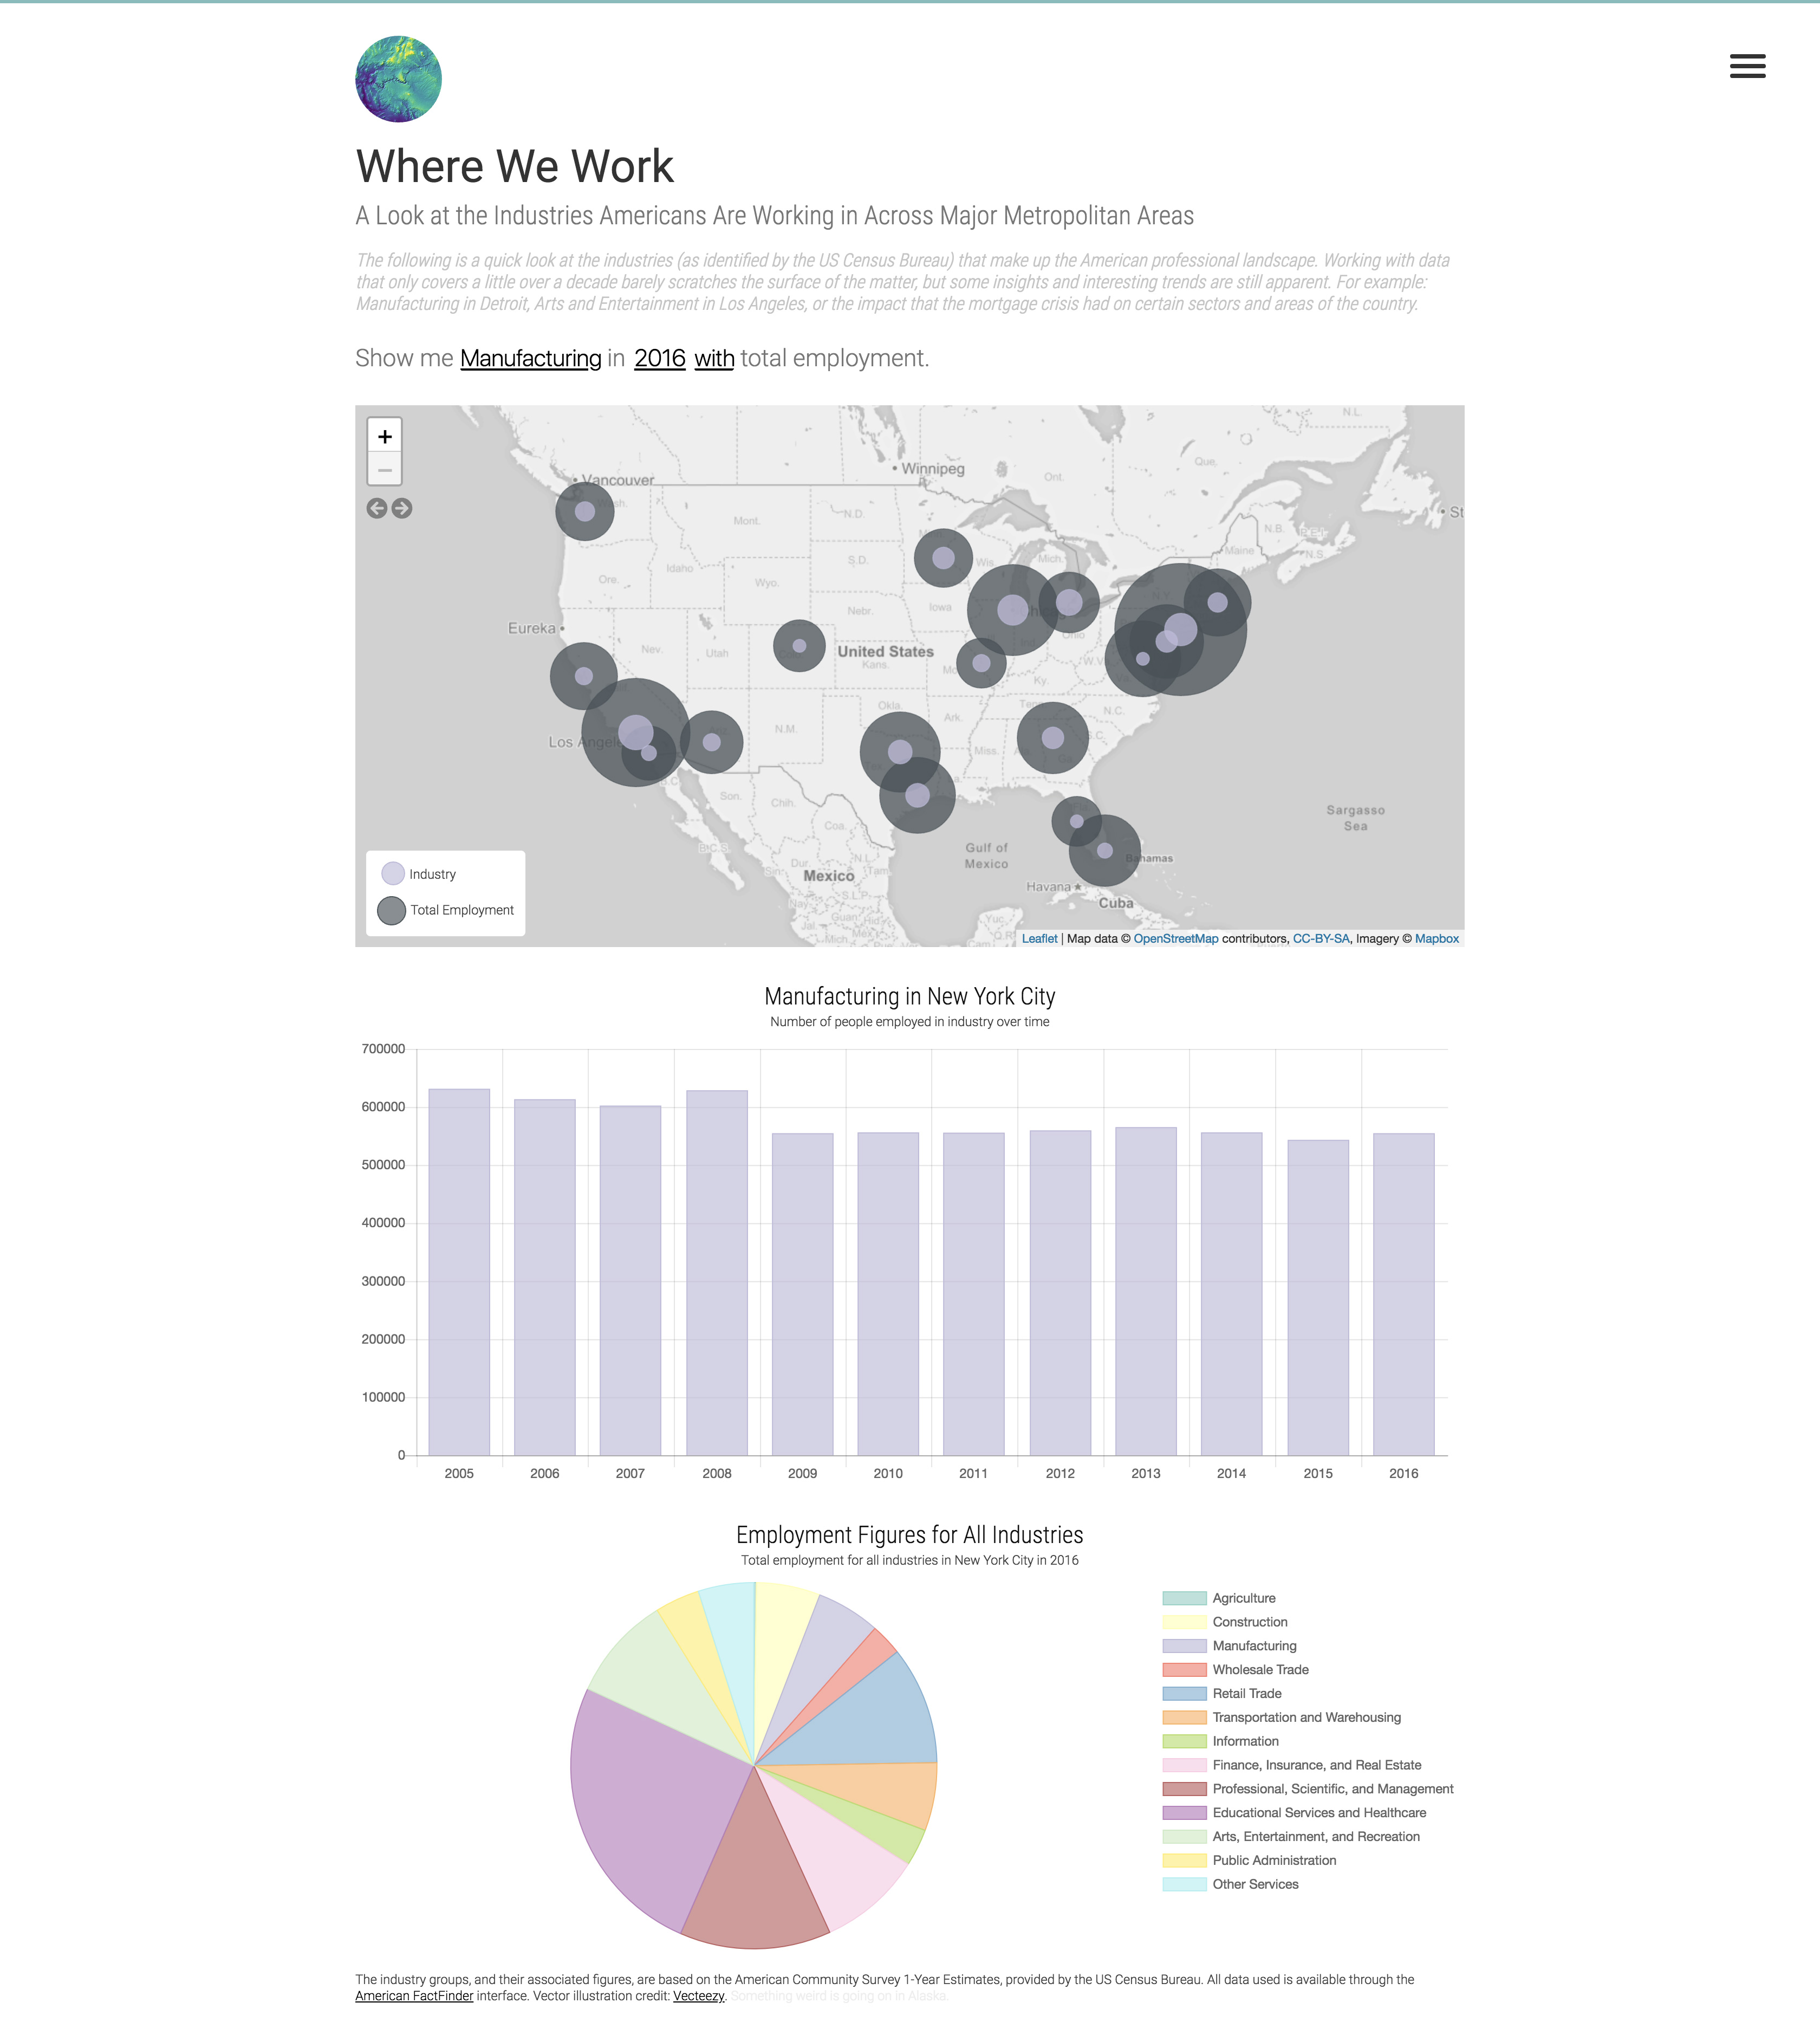 Where We Work
A Look at the Industries Americans Are Working in Across Major Metropolitan Areas
The following is a quick look at the industries (as identified by the US Census Bureau) that make up the American professional landscape. Working with data
that only covers a little over a decade barely scratches the surface of the matter, but some insights and interesting trends are still apparent. For example:
Manufacturing in Detroit, Arts and Entertainment in Los Angeles, or the impact that the mortgage crisis had on certain sectors and areas of the country.
Show me Manufacturing in 2016 with total employment.
+
−
N.L.
Winnipeg
Que.
Ont.
Vancouver
St
Mont.
N.D.
N.B.
P.E.I.
Maine
N.S.
S.D.
Wis.
Mich.
Ore.
Idaho
Wyo.
Nebr.
Iowa
N.Y.
Eureka
Ohio
Nev.
Utah
United States
Kans.
Mo
W.V
Ky.
Okla.
Ark.
Tenn
N.C.
Los Angele
N.M.
Miss.
S.C.
Ga.
B.C.
Son.
Chih.
Coa.
Sargasso
Sea
B.C.S.
Gulf of
Mexico
Bahamas
Dur.
N.L.
Tam.
Sin.
Mexico
Havana
Cuba
Nay.
S.L.P.
Jal.
Guan.
Hid.
Mich.
Mex.
Yuc.
Q.R.
Cam.
Industry
Total Employment
Leaflet | Map data © OpenStreetMap contributors, CC-BY-SA, Imagery © Mapbox
Manufacturing in New York City
Number of people employed in industry over time
700000
600000
500000
400000
300000
200000
100000
0
2005 2006 2007 2008 2009 2010 2011 2012 2013 2014 2015 2016
Employment Figures for All Industries
Total employment for all industries in New York City in 2016
Agriculture
Construction
Manufacturing
Wholesale Trade
Retail Trade
Transportation and Warehousing
Information
Finance, Insurance, and Real Estate
Professional, Scientific, and Management
Educational Services and Healthcare
Arts, Entertainment, and Recreation
Public Administration
Other Services
The industry groups, and their associated figures, are based on the American Community Survey 1-Year Estimates, provided by the US Census Bureau. All data used is available through the
American FactFinder interface. Vector illustration credit: Vecteezy. Something weird is going on in Alaska.